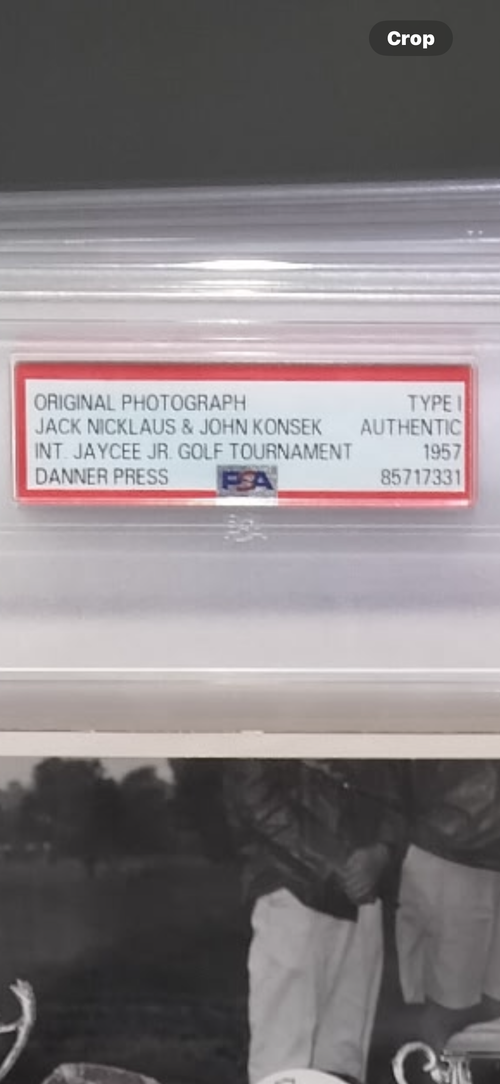 Crop
ORIGINAL PHOTOGRAPH TYPE I
JACK NICKLAUS & JOHN KONSEK AUTHENTIC
INT. JAYCEE JR. GOLF TOURNAMENT 1957
DANNER PRESS PSA 85717331